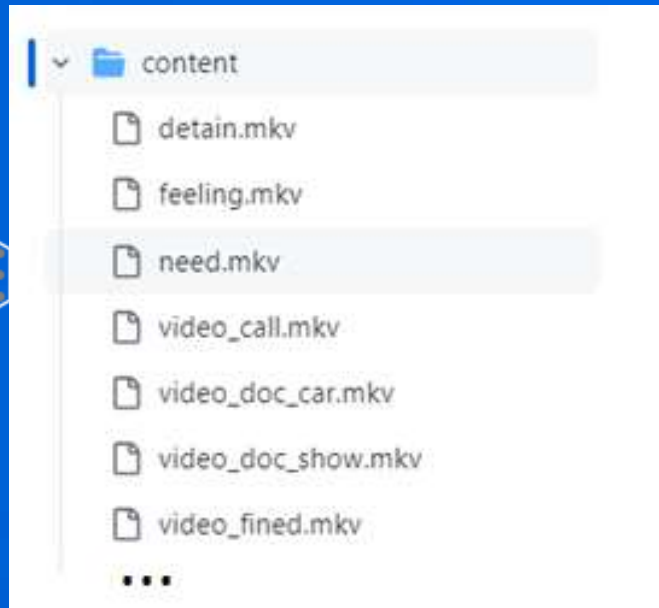 content
detain.mkv
feeling.mkv
need.mkv
video_call.mkv
video_doc_car.mkv
video_doc_show.mkv
video_fined.mkv
...